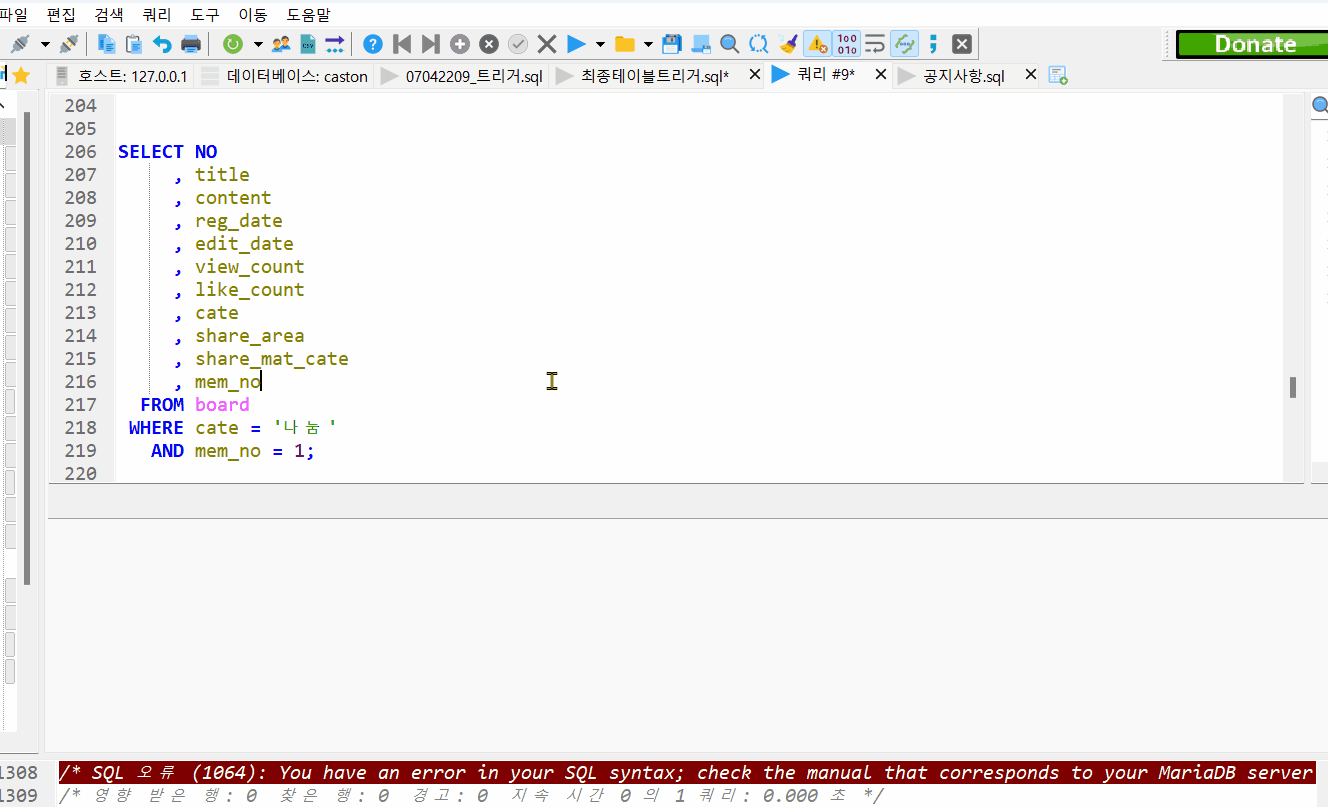 파일 편집 검색 쿼리 도구 이동 도움말
Donate
호스트: 127.0.0.1 데이터베이스: caston 07042209_트리거.sql 최종테이블트리거.sql* 쿼리 #9* 공지사항.sql
204
205
206 SELECT NO
207 , title
208 , content
209 , reg_date
210 , edit_date
211 , view_count
212 , like_count
213 , cate
214 , share_area
215 , share_mat_cate
216 , mem_no
217 FROM board
218 WHERE cate = '나눔'
219 AND mem_no = 1;
220
1308 /* SQL 오류 (1064): You have an error in your SQL syntax; check the manual that corresponds to your MariaDB server
1309 /* 영향 받은 행: 0 찾은 행: 0 경고: 0 지속 시간 0 의 1 쿼리: 0.000 초 */